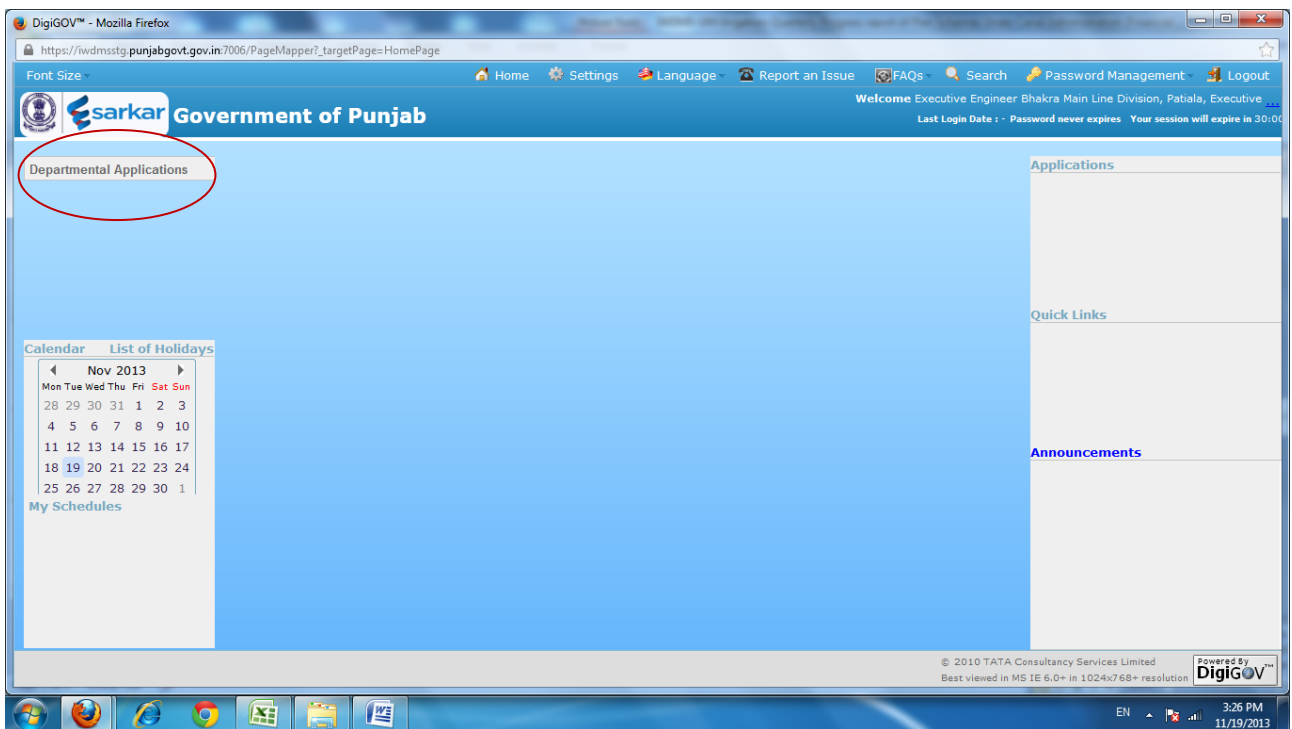 DigiGOV™ - Mozilla Firefox
https://iwdmsstg.punjabgovt.gov.in:7006/PageMapper?_targetPage=HomePage
Font Size Home Settings Language Report an Issue FAQs Search Password Management Logout
esarkar Government of Punjab
Welcome Executive Engineer Bhakra Main Line Division, Patiala, Executive ...
Last Login Date : - Password never expires Your session will expire in 30:00
Departmental Applications
Applications
Quick Links
Announcements
Calendar List of Holidays
Nov 2013
Mon Tue Wed Thu Fri Sat Sun
28 29 30 31 1 2 3
4 5 6 7 8 9 10
11 12 13 14 15 16 17
18 19 20 21 22 23 24
25 26 27 28 29 30 1
My Schedules
© 2010 TATA Consultancy Services Limited
Best viewed in MS IE 6.0+ in 1024x768+ resolution
Powered By
DigiGOV™
EN
3:26 PM
11/19/2013